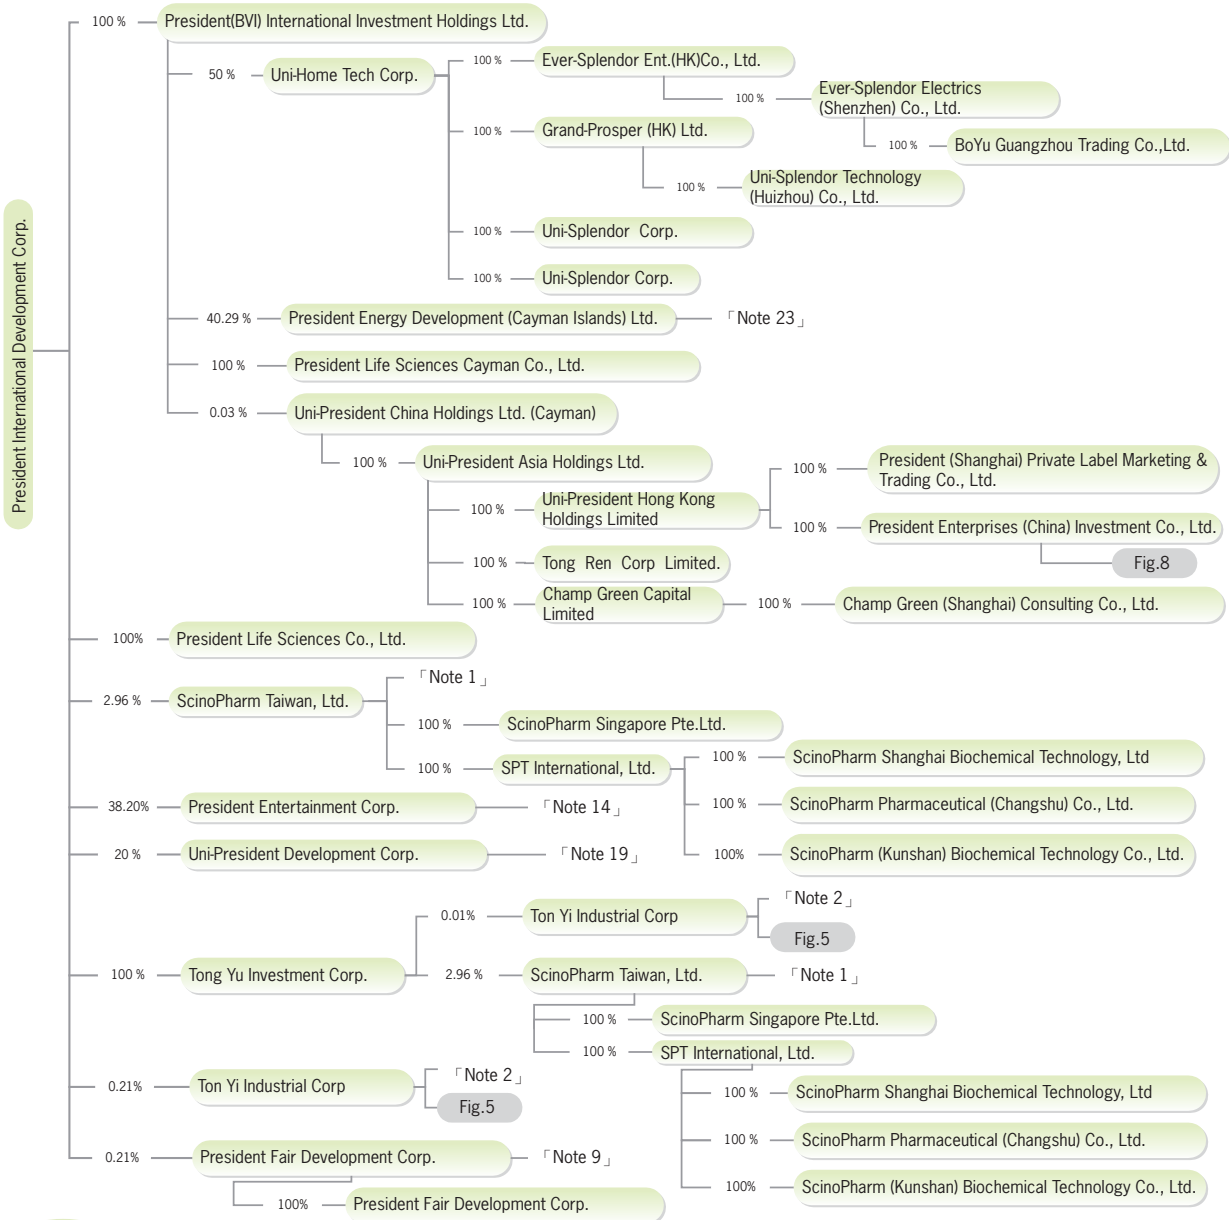 President International Development Corp.
100 %
President(BVI) International Investment Holdings Ltd.
50 %
Uni-Home Tech Corp.
100 %
Ever-Splendor Ent.(HK)Co., Ltd.
100 %
Ever-Splendor Electrics
(Shenzhen) Co., Ltd.
100 %
BoYu Guangzhou Trading Co.,Ltd.
100 %
Grand-Prosper (HK) Ltd.
100 %
Uni-Splendor Technology
(Huizhou) Co., Ltd.
100 %
Uni-Splendor Corp.
100 %
Uni-Splendor Corp.
40.29 %
President Energy Development (Cayman Islands) Ltd.
「Note 23」
100 %
President Life Sciences Cayman Co., Ltd.
0.03 %
Uni-President China Holdings Ltd. (Cayman)
100 %
Uni-President Asia Holdings Ltd.
100 %
Uni-President Hong Kong
Holdings Limited
100 %
President (Shanghai) Private Label Marketing &
Trading Co., Ltd.
100 %
President Enterprises (China) Investment Co., Ltd.
Fig.8
100 %
Tong Ren Corp Limited.
100 %
Champ Green Capital
Limited
100 %
Champ Green (Shanghai) Consulting Co., Ltd.
100%
President Life Sciences Co., Ltd.
2.96 %
ScinoPharm Taiwan, Ltd.
「Note 1」
100 %
ScinoPharm Singapore Pte.Ltd.
100 %
SPT International, Ltd.
100 %
ScinoPharm Shanghai Biochemical Technology, Ltd
100 %
ScinoPharm Pharmaceutical (Changshu) Co., Ltd.
100%
ScinoPharm (Kunshan) Biochemical Technology Co., Ltd.
38.20%
President Entertainment Corp.
「Note 14」
20 %
Uni-President Development Corp.
「Note 19」
100 %
Tong Yu Investment Corp.
0.01%
Ton Yi Industrial Corp
「Note 2」
Fig.5
2.96 %
ScinoPharm Taiwan, Ltd.
「Note 1」
100 %
ScinoPharm Singapore Pte.Ltd.
100 %
SPT International, Ltd.
100 %
ScinoPharm Shanghai Biochemical Technology, Ltd
100 %
ScinoPharm Pharmaceutical (Changshu) Co., Ltd.
100%
ScinoPharm (Kunshan) Biochemical Technology Co., Ltd.
0.21%
Ton Yi Industrial Corp
「Note 2」
Fig.5
0.21%
President Fair Development Corp.
「Note 9」
100%
President Fair Development Corp.